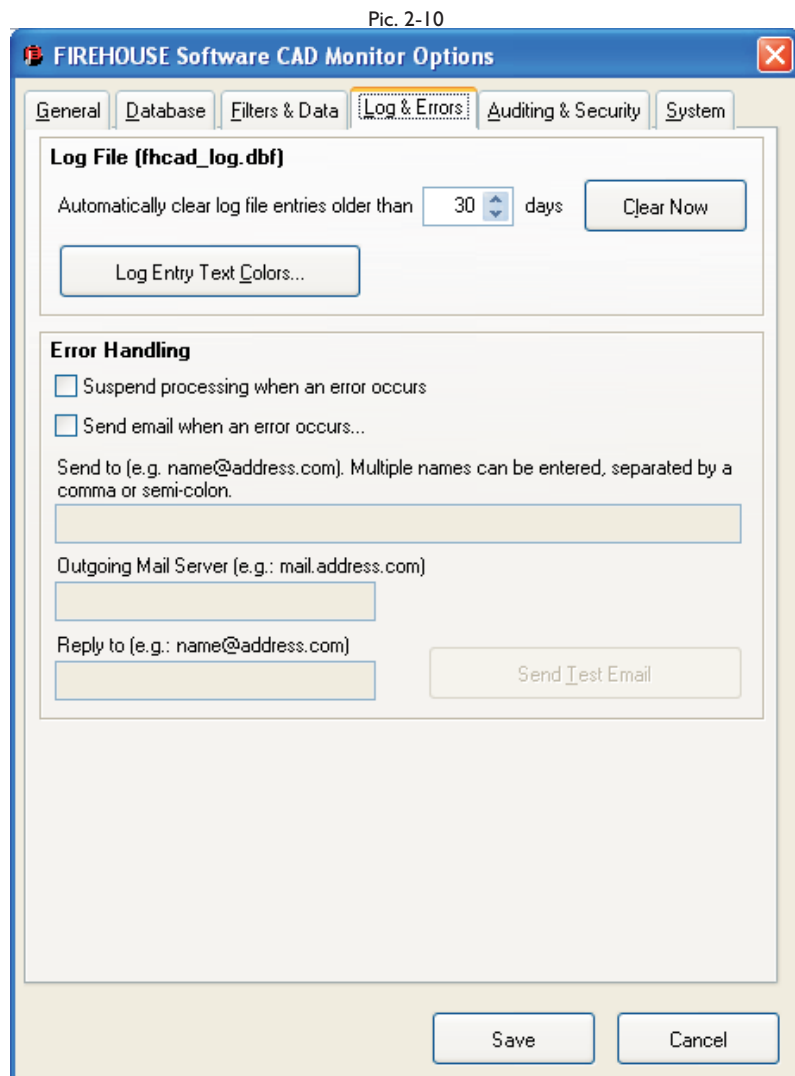 Pic. 2-10
FIREHOUSE Software CAD Monitor Options
General Database Filters & Data Log & Errors Auditing & Security System
Log File (fhcad_log.dbf)
Automatically clear log file entries older than 30 days Clear Now
Log Entry Text Colors...
Error Handling
Suspend processing when an error occurs
Send email when an error occurs...
Send to (e.g. name@address.com). Multiple names can be entered, separated by a
comma or semi-colon.
Outgoing Mail Server (e.g.: mail.address.com)
Reply to (e.g.: name@address.com)
Send Test Email
Save Cancel